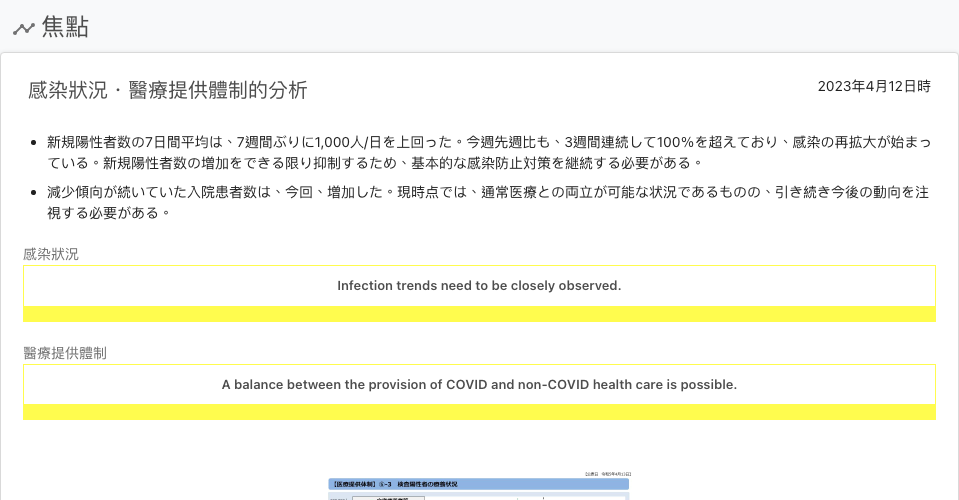 焦點
感染狀況・醫療提供體制的分析
2023年4月12日時
新規陽性者数の7日間平均は、7週間ぶりに1,000人/日を上回った。今週先週比も、3週間連続して100％を超えており、感染の再拡大が始まっ
ている。新規陽性者数の増加をできる限り抑制するため、基本的な感染防止対策を継続する必要がある。
減少傾向が続いていた入院患者数は、今回、増加した。現時点では、通常医療との両立が可能な状況であるものの、引き続き今後の動向を注
視する必要がある。
感染狀況
Infection trends need to be closely observed.
醫療提供體制
A balance between the provision of COVID and non-COVID health care is possible.
【医療提供体制】⑤-3 検査陽性者の療養状況